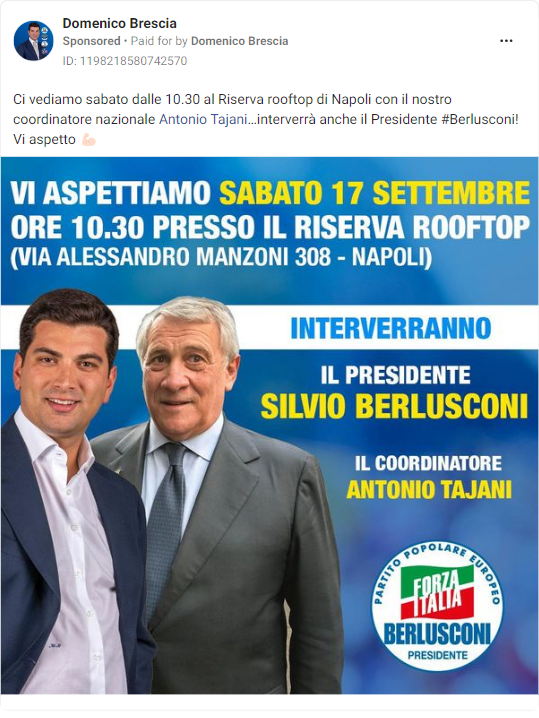 Domenico Brescia
Sponsored • Paid for by Domenico Brescia
ID: 1198218580742570
Ci vediamo sabato dalle 10.30 al Riserva rooftop di Napoli con il nostro
coordinatore nazionale Antonio Tajani...interverrà anche il Presidente #Berlusconi!
Vi aspetto 💪🏻
VI ASPETTIAMO SABATO 17 SETTEMBRE
ORE 10.30 PRESSO IL RISERVA ROOFTOP
(VIA ALESSANDRO MANZONI 308 - NAPOLI)
INTERVERRANNO
IL PRESIDENTE
SILVIO BERLUSCONI
IL COORDINATORE
ANTONIO TAJANI
PARTITO POPOLARE EUROPEO
FORZA
ITALIA
BERLUSCONI
PRESIDENTE